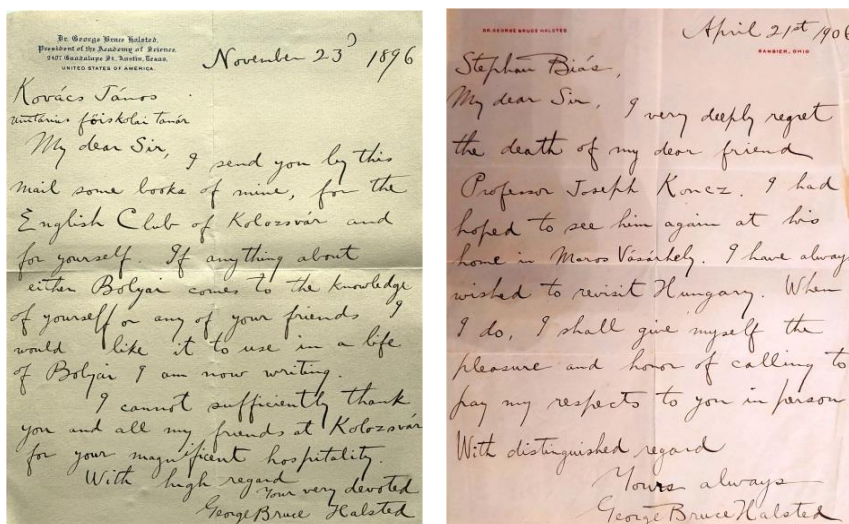 Dr. George Bruce Halsted,
President of the Academy of Science,
2407 Guadalupe St. Austin, Texas,
UNITED STATES OF AMERICA.
November 23d 1896
Kovács János
unitárius főiskolai tanár
My dear Sir,
I send you by this
mail some books of mine, for the
English Club of Kolozsvár and
for yourself. If anything about
either Bolyai comes to the knowledge
of yourself or any of your friends I
would like it to use in a life
of Bolyai I am now writing.
I cannot sufficiently thank
you and all my friends at Kolozsvár
for your magnificent hospitality.
With high regard
Your very devoted
George Bruce Halsted
DR. GEORGE BRUCE HALSTED
April 21st 1906
GAMBIER, OHIO
Stephan Biás,
My dear Sir,
I very deeply regret
the death of my dear friend
Professor Joseph Koncz. I had
hoped to see him again at his
home in Maros Vásárhely. I have always
wished to revisit Hungary. When
I do, I shall give myself the
pleasure and honor of calling to
pay my respects to you in person
With distinguished regard
Yours always
George Bruce Halsted